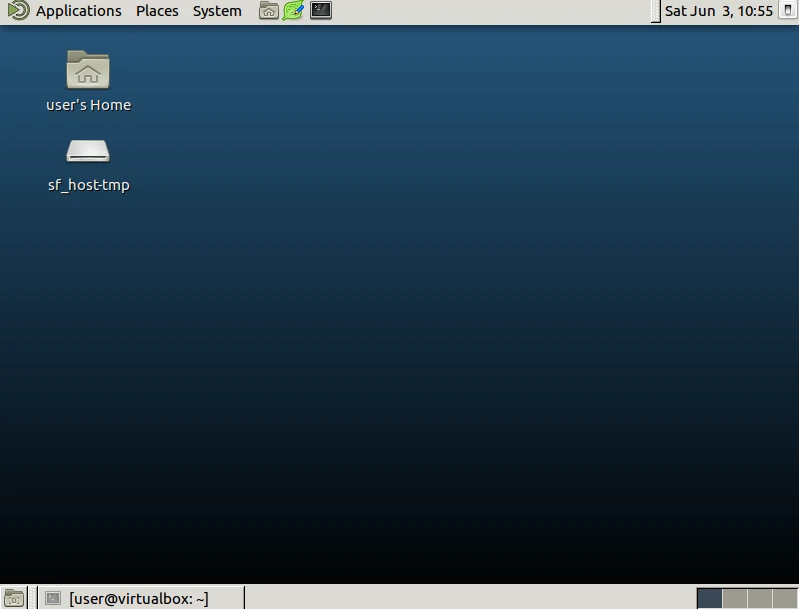 Applications Places System Sat Jun 3, 10:55
user's Home
sf_host-tmp
[user@virtualbox: ~]